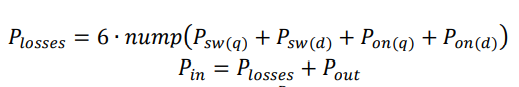 P_losses = 6 · nump(P_sw(q) + P_sw(d) + P_on(q) + P_on(d))
P_in = P_losses + P_out